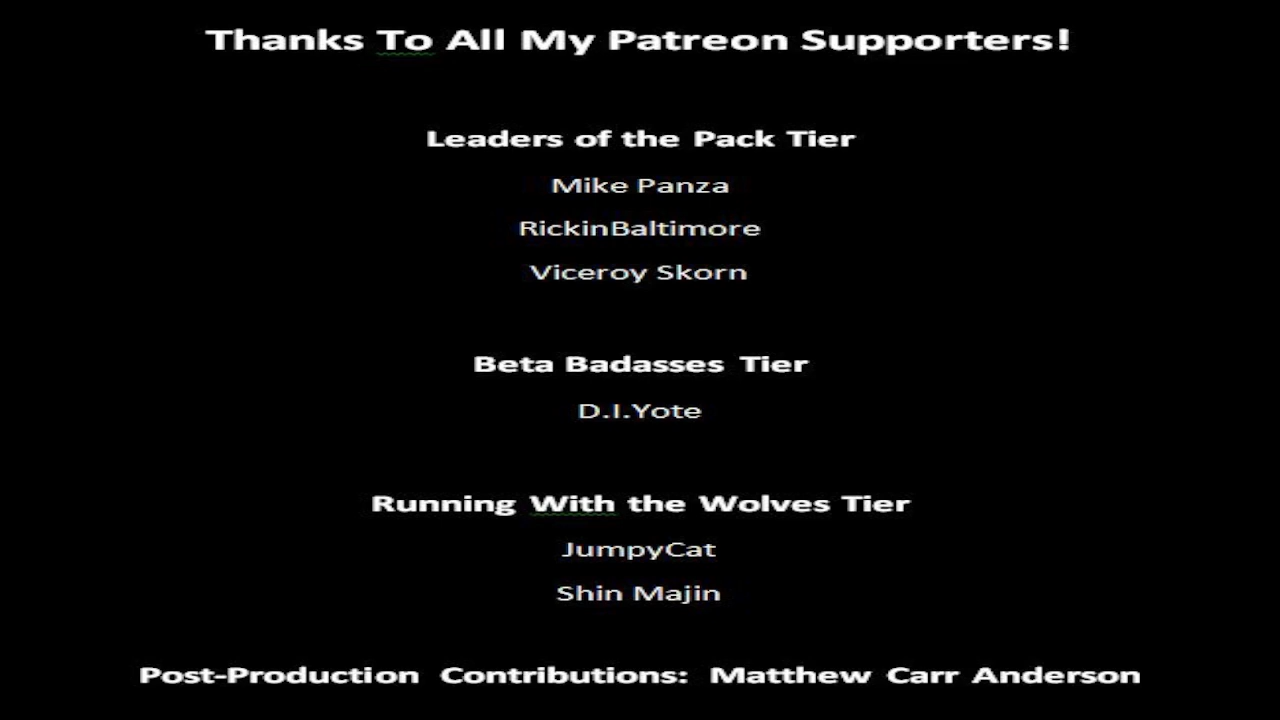 Thanks To All My Patreon Supporters!
Leaders of the Pack Tier
Mike Panza
RickinBaltimore
Viceroy Skorn
Beta Badasses Tier
D.I.Yote
Running With the Wolves Tier
JumpyCat
Shin Majin
Post-Production Contributions: Matthew Carr Anderson